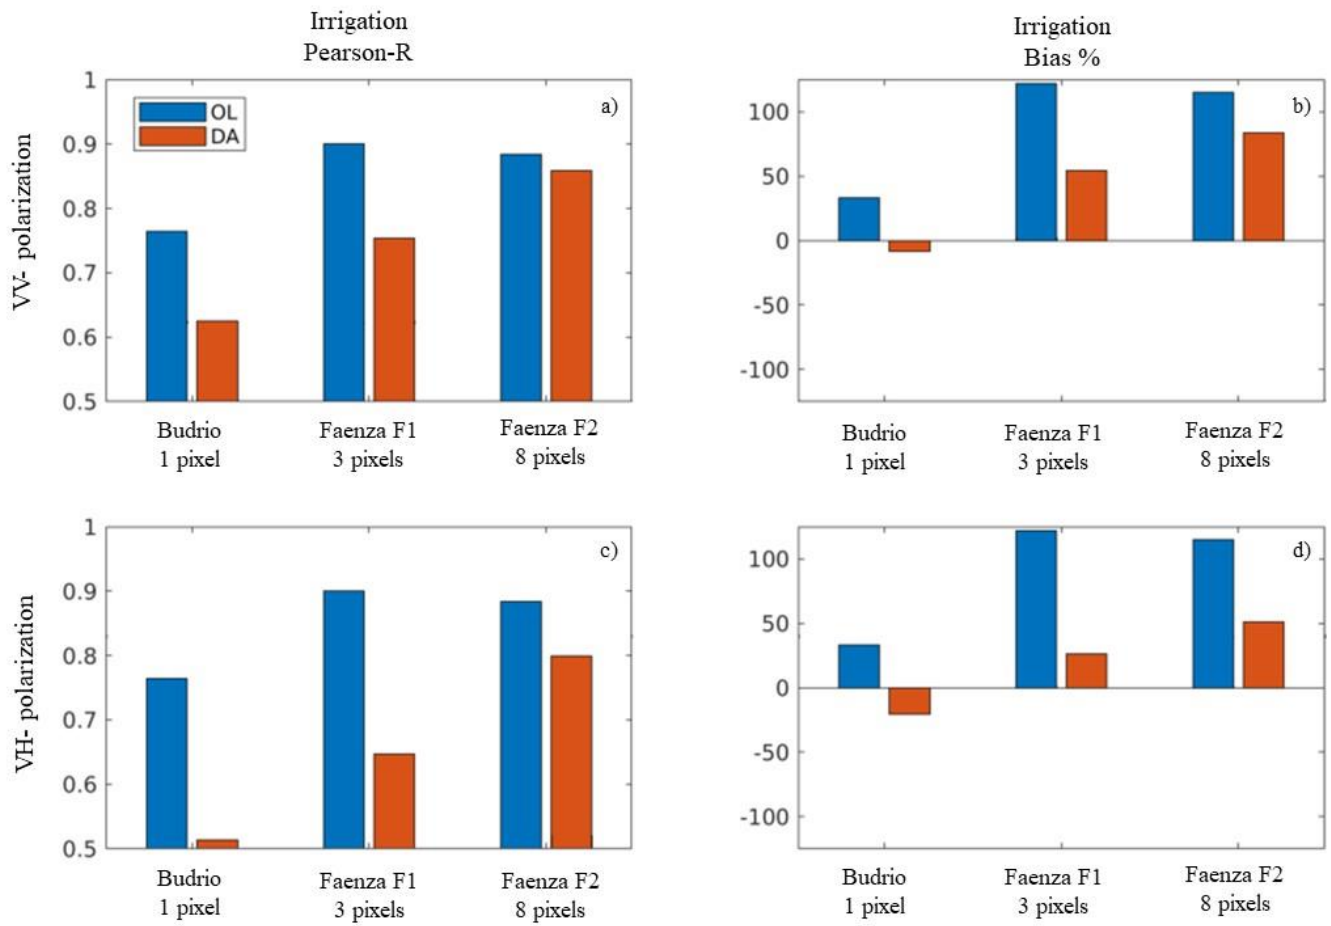 Irrigation
Pearson-R
Irrigation
Bias %
VV- polarization
1
0.9
0.8
0.7
0.6
0.5
OL
DA
a)
Budrio
1 pixel
Faenza F1
3 pixels
Faenza F2
8 pixels
100
50
0
-50
-100
b)
Budrio
1 pixel
Faenza F1
3 pixels
Faenza F2
8 pixels
VH- polarization
1
0.9
0.8
0.7
0.6
0.5
c)
Budrio
1 pixel
Faenza F1
3 pixels
Faenza F2
8 pixels
100
50
0
-50
-100
d)
Budrio
1 pixel
Faenza F1
3 pixels
Faenza F2
8 pixels